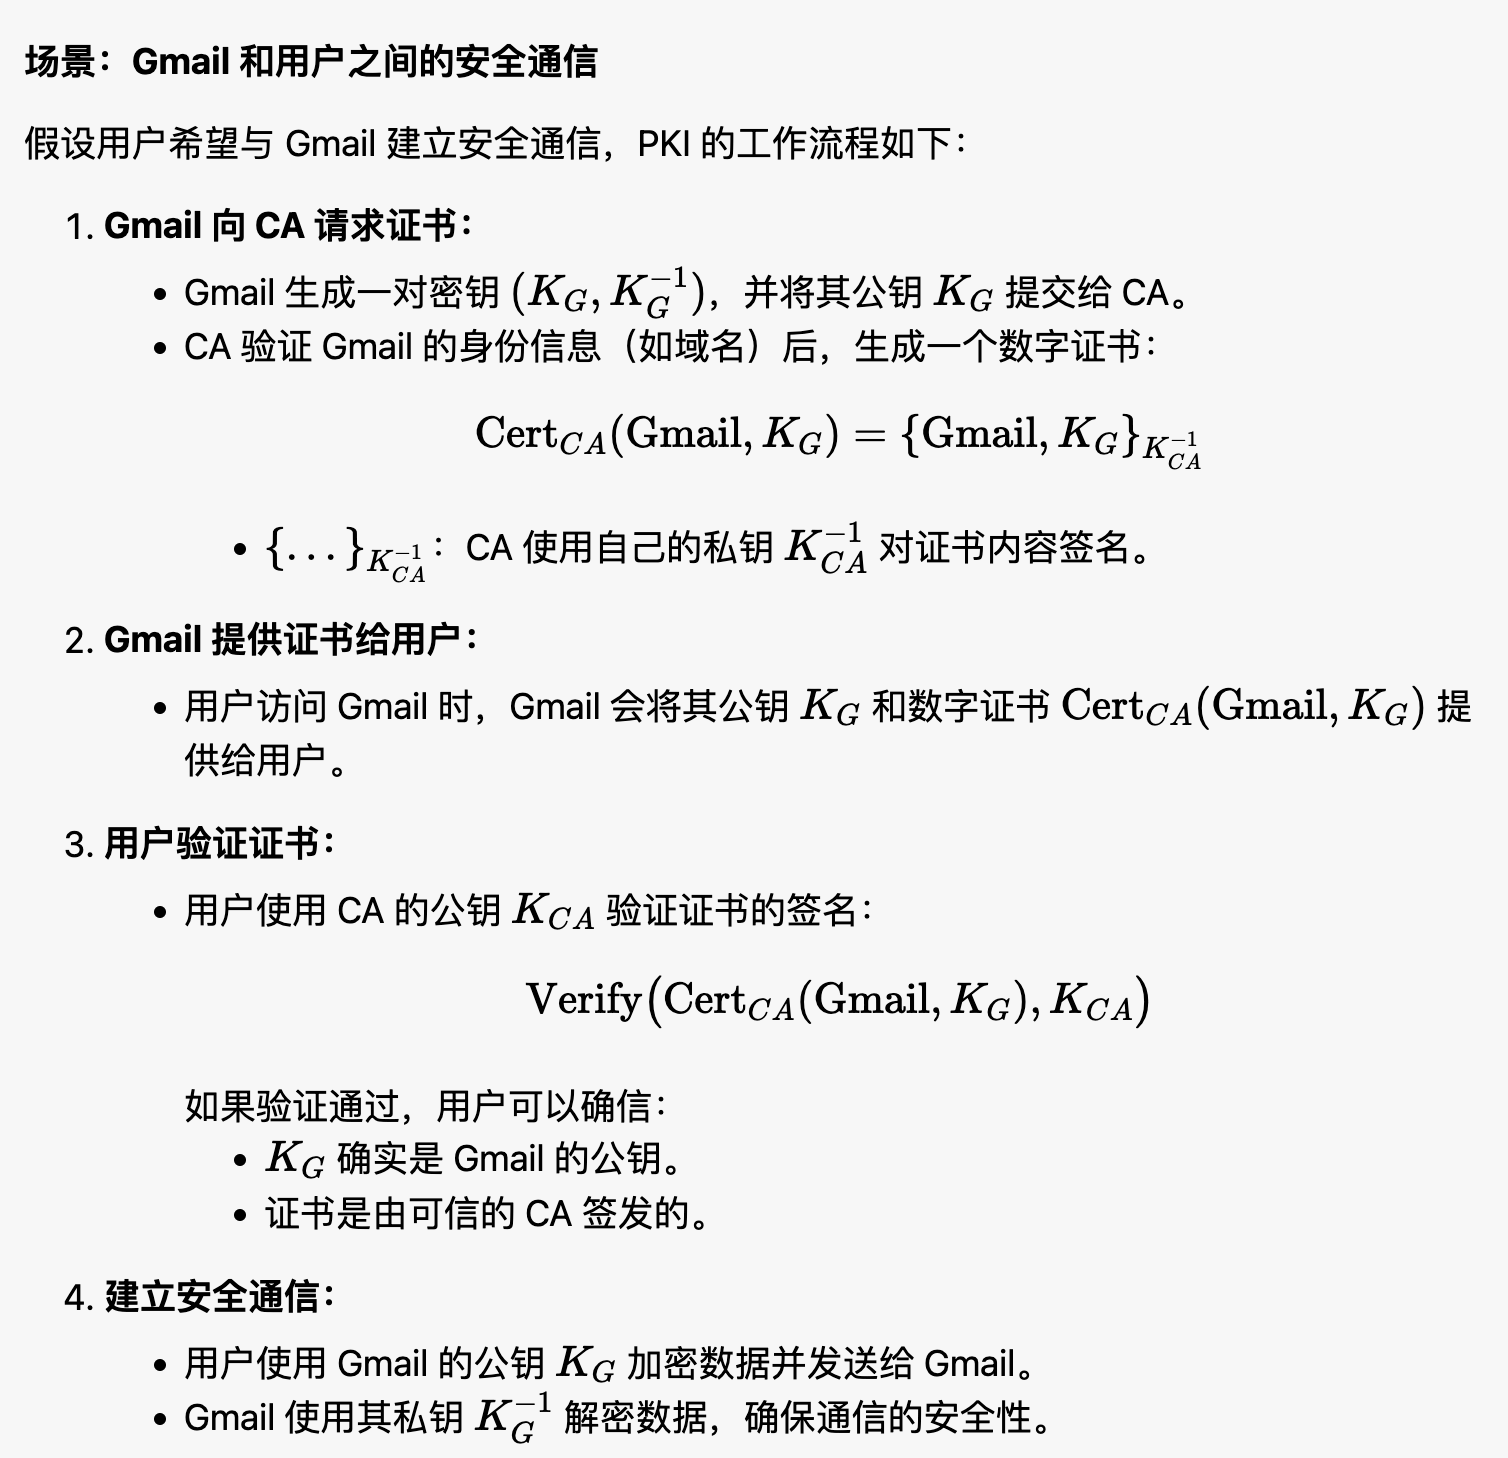 场景：Gmail 和用户之间的安全通信
假设用户希望与 Gmail 建立安全通信，PKI 的工作流程如下：
1. Gmail 向 CA 请求证书：
• Gmail 生成一对密钥 $(K_G, K_G^{-1})$，并将其公钥 $K_G$ 提交给 CA。
• CA 验证 Gmail 的身份信息（如域名）后，生成一个数字证书：
$\text{Cert}_{CA}(\text{Gmail}, K_G) = \{\text{Gmail}, K_G\}_{K_{CA}^{-1}}$
• $\{\ldots\}_{K_{CA}^{-1}}$：CA 使用自己的私钥 $K_{CA}^{-1}$ 对证书内容签名。
2. Gmail 提供证书给用户：
• 用户访问 Gmail 时，Gmail 会将其公钥 $K_G$ 和数字证书 $\text{Cert}_{CA}(\text{Gmail}, K_G)$ 提
供给用户。
3. 用户验证证书：
• 用户使用 CA 的公钥 $K_{CA}$ 验证证书的签名：
$\text{Verify}(\text{Cert}_{CA}(\text{Gmail}, K_G), K_{CA})$
如果验证通过，用户可以确信：
• $K_G$ 确实是 Gmail 的公钥。
• 证书是由可信的 CA 签发的。
4. 建立安全通信：
• 用户使用 Gmail 的公钥 $K_G$ 加密数据并发送给 Gmail。
• Gmail 使用其私钥 $K_G^{-1}$ 解密数据，确保通信的安全性。